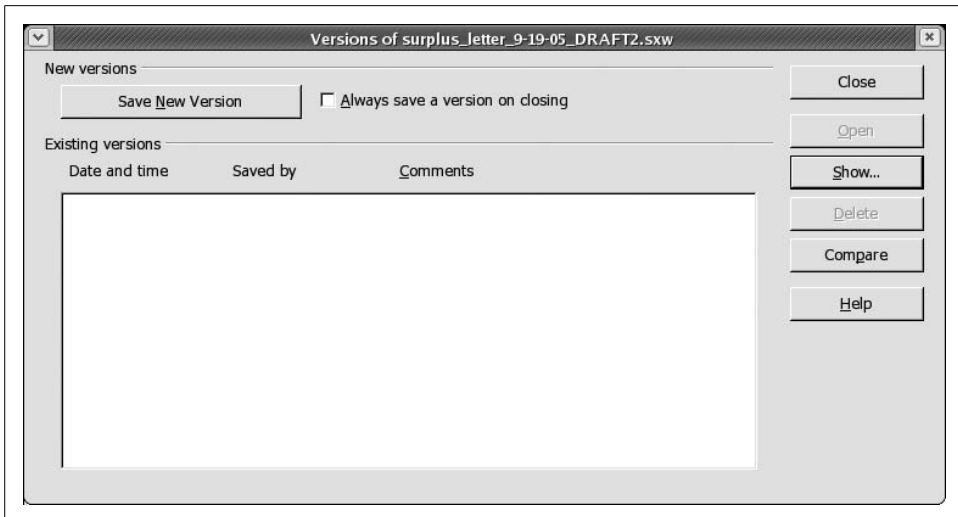 Versions of surplus_letter_9-19-05_DRAFT2.sxw
New versions
Save New Version
Always save a version on closing
Existing versions
Date and time Saved by Comments
Close
Open
Show...
Delete
Compare
Help